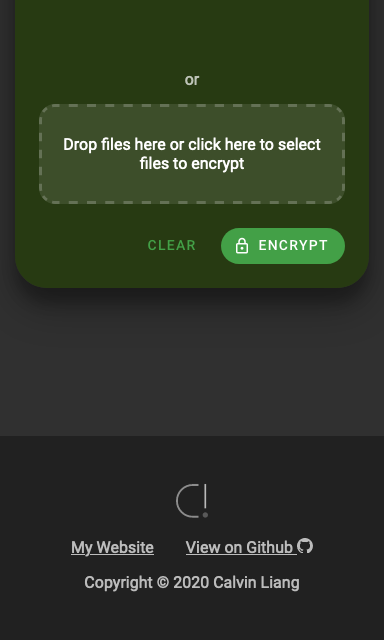 or
Drop files here or click here to select
files to encrypt
CLEAR
ENCRYPT
C!
My Website
View on Github
Copyright © 2020 Calvin Liang